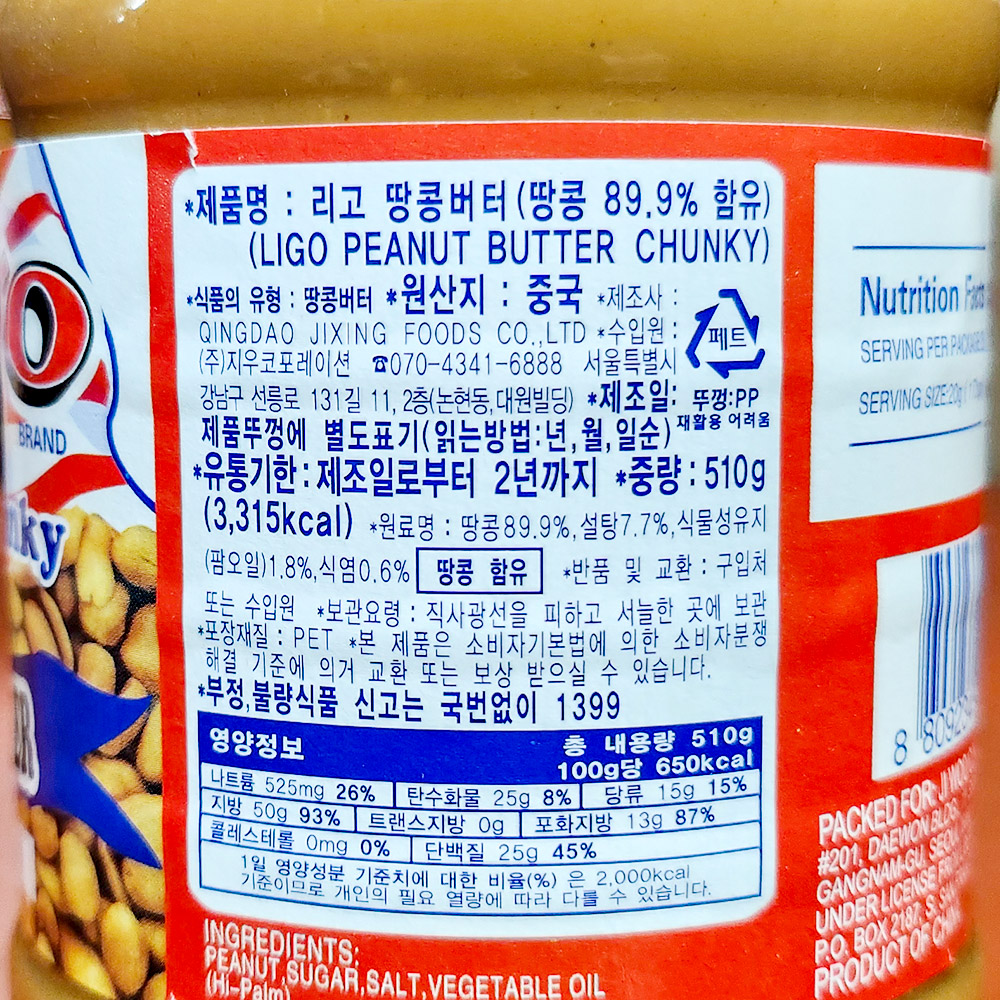 BRAND
*제품명 : 리고 땅콩버터(땅콩 89.9% 함유)
(LIGO PEANUT BUTTER CHUNKY)
*식품의 유형 : 땅콩버터 *원산지 : 중국 *제조사 :
QINGDAO JIXING FOODS CO.,LTD *수입원 :
(주)지우코포레이션 ☎070-4341-6888 서울특별시
강남구 선릉로 131길 11, 2층(논현동,대원빌딩) *제조일:
제품뚜껑에 별도표기(읽는방법:년,월,일순)
페트
뚜껑:PP
재활용 어려움
*유통기한:제조일로부터 2년까지 *중량:510g
(3,315kcal) *원료명 : 땅콩89.9%,설탕7.7%,식물성유지
(팜오일)1.8%,식염0.6% 땅콩 함유 *반품 및 교환 : 구입처
또는 수입원 *보관요령 : 직사광선을 피하고 서늘한 곳에 보관
*포장재질 : PET *본 제품은 소비자기본법에 의한 소비자분쟁
해결 기준에 의거 교환 또는 보상 받으실 수 있습니다.
*부정,불량식품 신고는 국번없이 1399
영양정보 총 내용량 510g
100g당 650kcal
나트륨 525mg 26% 탄수화물 25g 8% 당류 15g 15%
지방 50g 93% 트랜스지방 0g 포화지방 13g 87%
콜레스테롤 0mg 0% 단백질 25g 45%
1일 영양성분 기준치에 대한 비율(%) 은 2,000kcal
기준이므로 개인의 필요 열량에 따라 다를 수 있습니다.
INGREDIENTS:
PEANUT,SUGAR,SALT,VEGETABLE OIL
(Hi-Palm)
Nutrition Facts
SERVING PER
SERVING SIZE:20g
PACKED FOR:
#201, DAEWON BLDG
GANGNAM-GU, SEOUL
UNDER LICENSE
P.O. BOX 2187, S.
PRODUCT OF CHINA